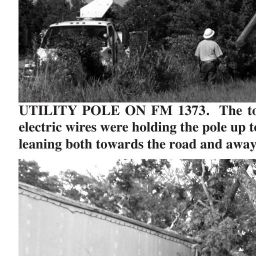 UTILITY POLE ON FM 1373. The to
electric wires were holding the pole up t
leaning both towards the road and away